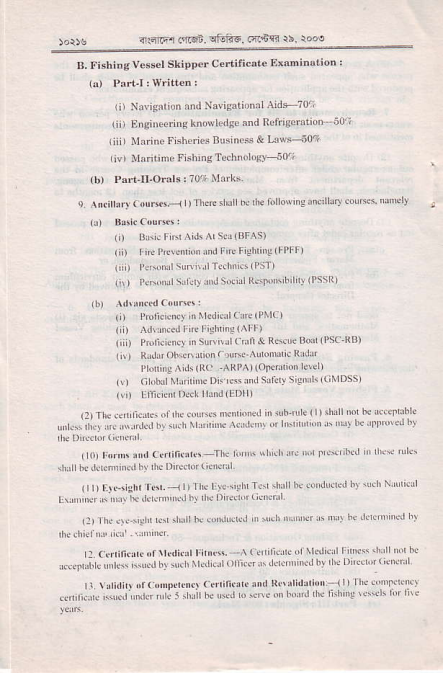 ১০২১৬ বাংলাদেশ গেজেট, অতিরিক্ত, সেপ্টেম্বর ২৯, ২০০৩
B. Fishing Vessel Skipper Certificate Examination :
(a) Part-I : Written :
(i) Navigation and Navigational Aids—70%
(ii) Engineering knowledge and Refrigeration—50%
(iii) Marine Fisheries Business & Laws—50%
(iv) Maritime Fishing Technology—50%
(b) Part-II-Orals : 70% Marks.
9. Ancillary Courses.—(1) There shall be the following ancillary courses, namely
(a) Basic Courses :
(i) Basic First Aids At Sea (BFAS)
(ii) Fire Prevention and Fire Fighting (FPFF)
(iii) Personal Survival Technics (PST)
(iv) Personal Safety and Social Responsibility (PSSR)
(b) Advanced Courses :
(i) Proficiency in Medical Care (PMC)
(ii) Advanced Fire Fighting (AFF)
(iii) Proficiency in Survival Craft & Rescue Boat (PSC-RB)
(iv) Radar Observation Course-Automatic Radar
Plotting Aids (RC -ARPA) (Operation level)
(v) Global Maritime Distress and Safety Signals (GMDSS)
(vi) Efficient Deck Hand (EDH)
(2) The certificates of the courses mentioned in sub-rule (1) shall not be acceptable
unless they are awarded by such Maritime Academy or Institution as may be approved by
the Director General.
(10) Forms and Certificates.—The forms which are not prescribed in these rules
shall be determined by the Director General.
(11) Eye-sight Test. —(1) The Eye-sight Test shall be conducted by such Nautical
Examiner as may be determined by the Director General.
(2) The eye-sight test shall be conducted in such manner as may be determined by
the chief nautical examiner.
12. Certificate of Medical Fitness. —A Certificate of Medical Fitness shall not be
acceptable unless issued by such Medical Officer as determined by the Director General.
13. Validity of Competency Certificate and Revalidation:—(1) The competency
certificate issued under rule 5 shall be used to serve on board the fishing vessels for five
years.